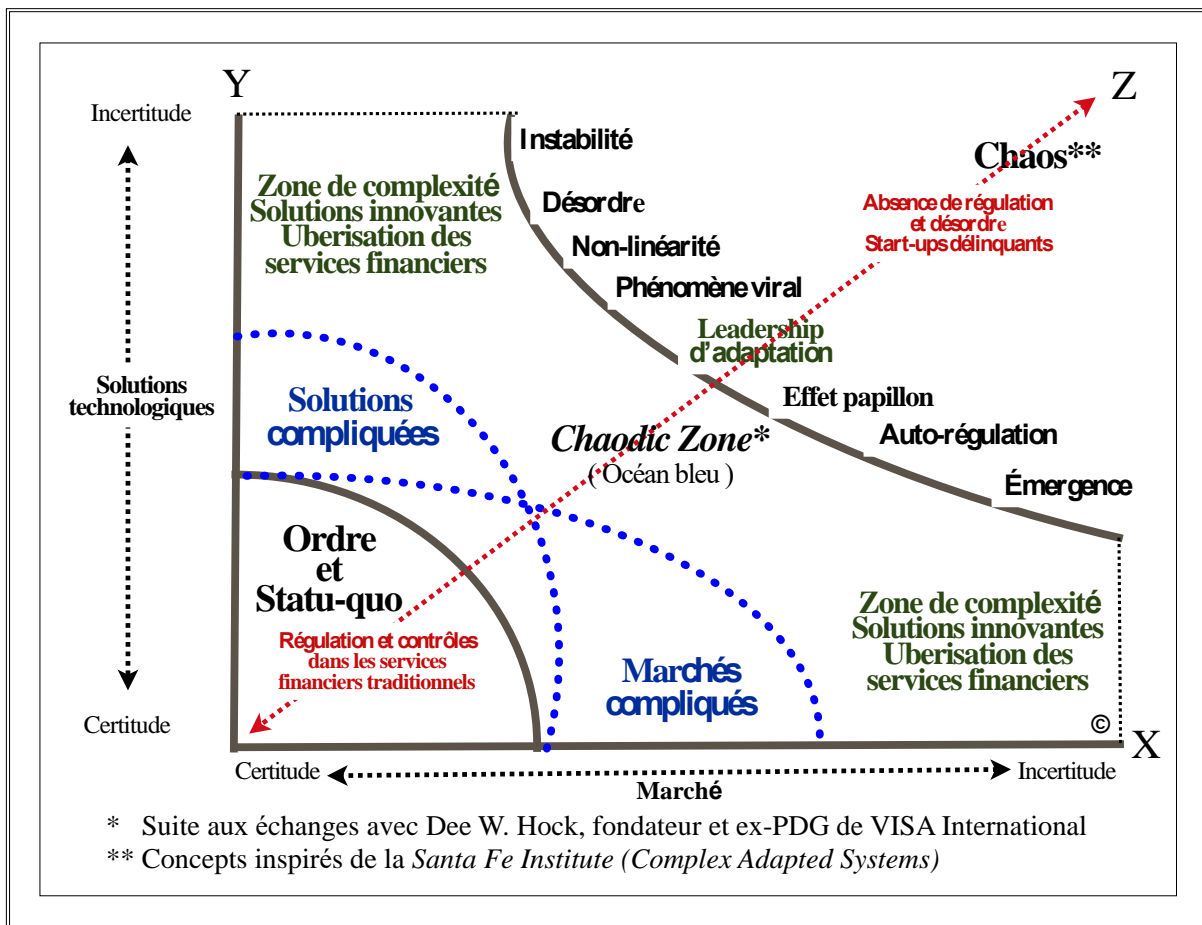 Y
Z
Incertitude
Instabilité
Chaos**
Zone de complexité
Solutions innovantes
Uberisation des
services financiers
Désordre
Absence de régulation
et désordre
Start-ups délinquants
Non-linéarité
Phénomène viral
Leadership
d'adaptation
Solutions
technologiques
Solutions
compliquées
Effet papillon
Chaodic Zone*
( Océan bleu )
Auto-régulation
Émergence
Ordre
et
Statu-quo
Régulation et contrôles
dans les services
financiers traditionnels
Marchés
compliqués
Zone de complexité
Solutions innovantes
Uberisation des
services financiers
Certitude
©
X
Certitude
Incertitude
Marché
* Suite aux échanges avec Dee W. Hock, fondateur et ex-PDG de VISA International
** Concepts inspirés de la Santa Fe Institute (Complex Adapted Systems)